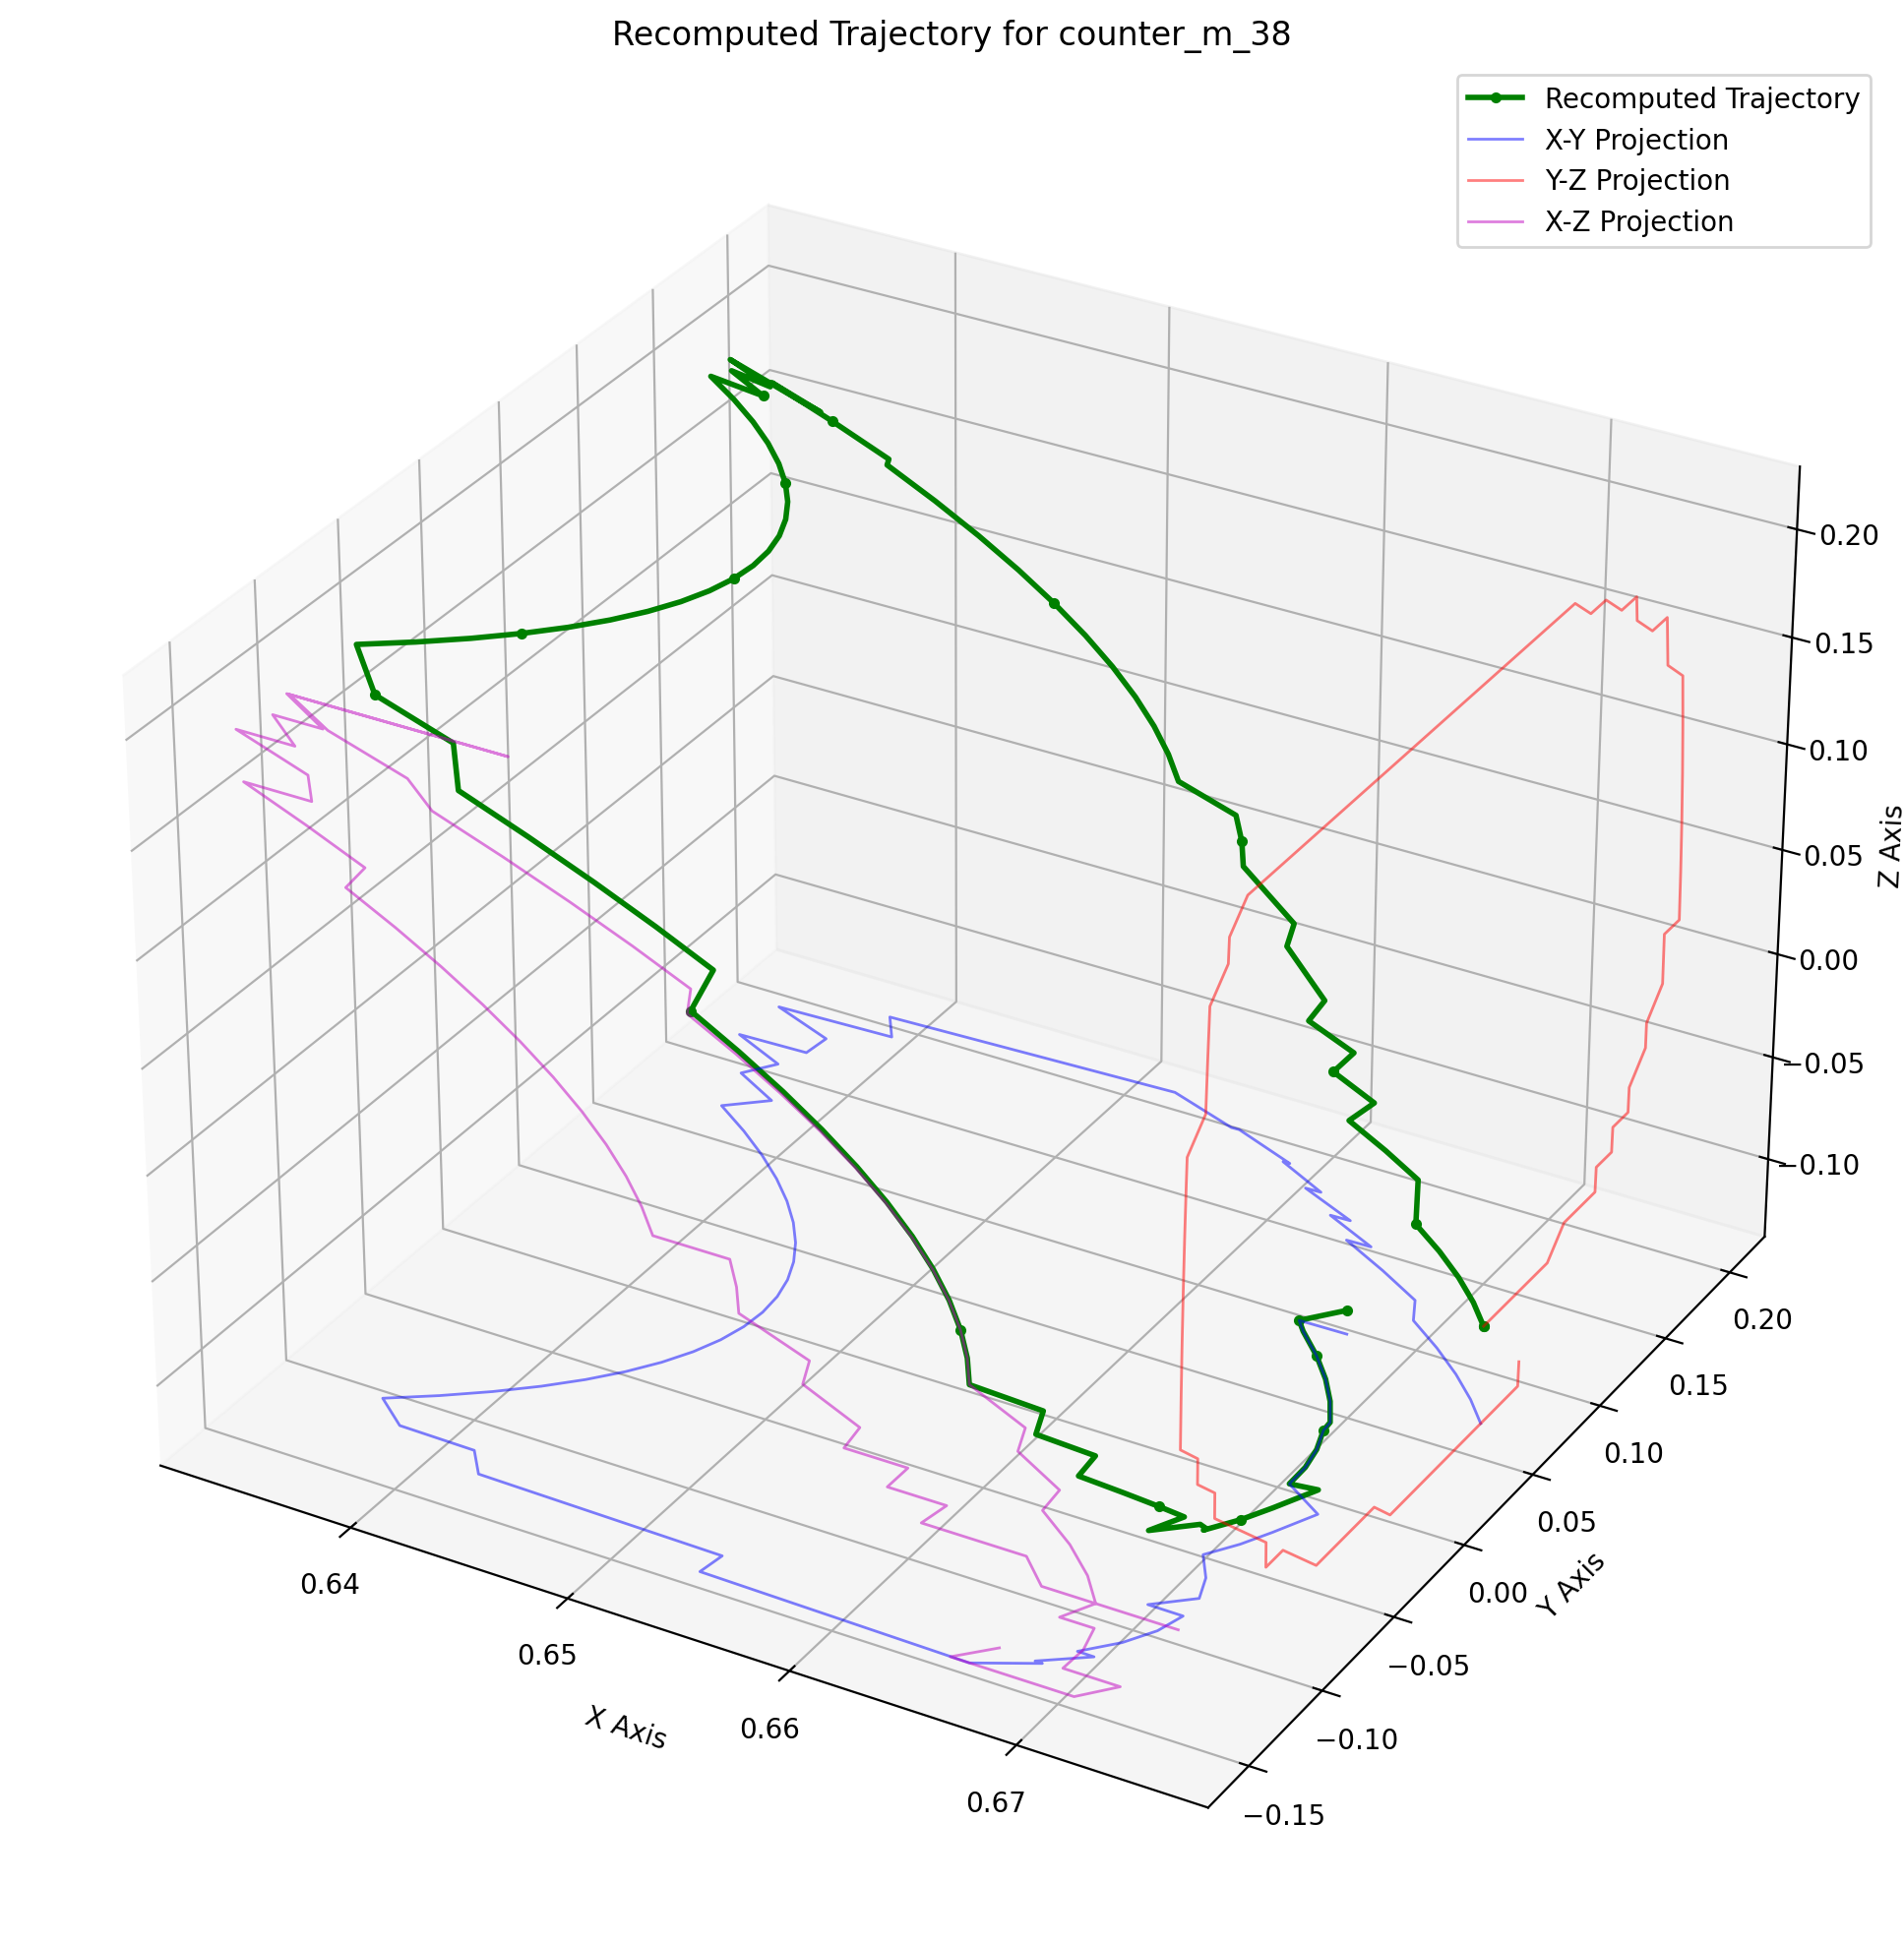 Recomputed Trajectory for counter_m_38
Recomputed Trajectory
X-Y Projection
Y-Z Projection
X-Z Projection
0.20
0.15
0.10
0.05
0.00
−0.05
−0.10
Z Axis
0.20
0.15
0.10
0.05
0.00
−0.05
−0.10
−0.15
Y Axis
0.64
0.65
0.66
0.67
X Axis